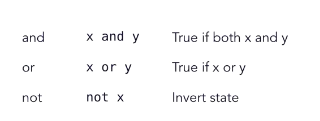 and x and y True if both x and y
or x or y True if x or y
not not x Invert state